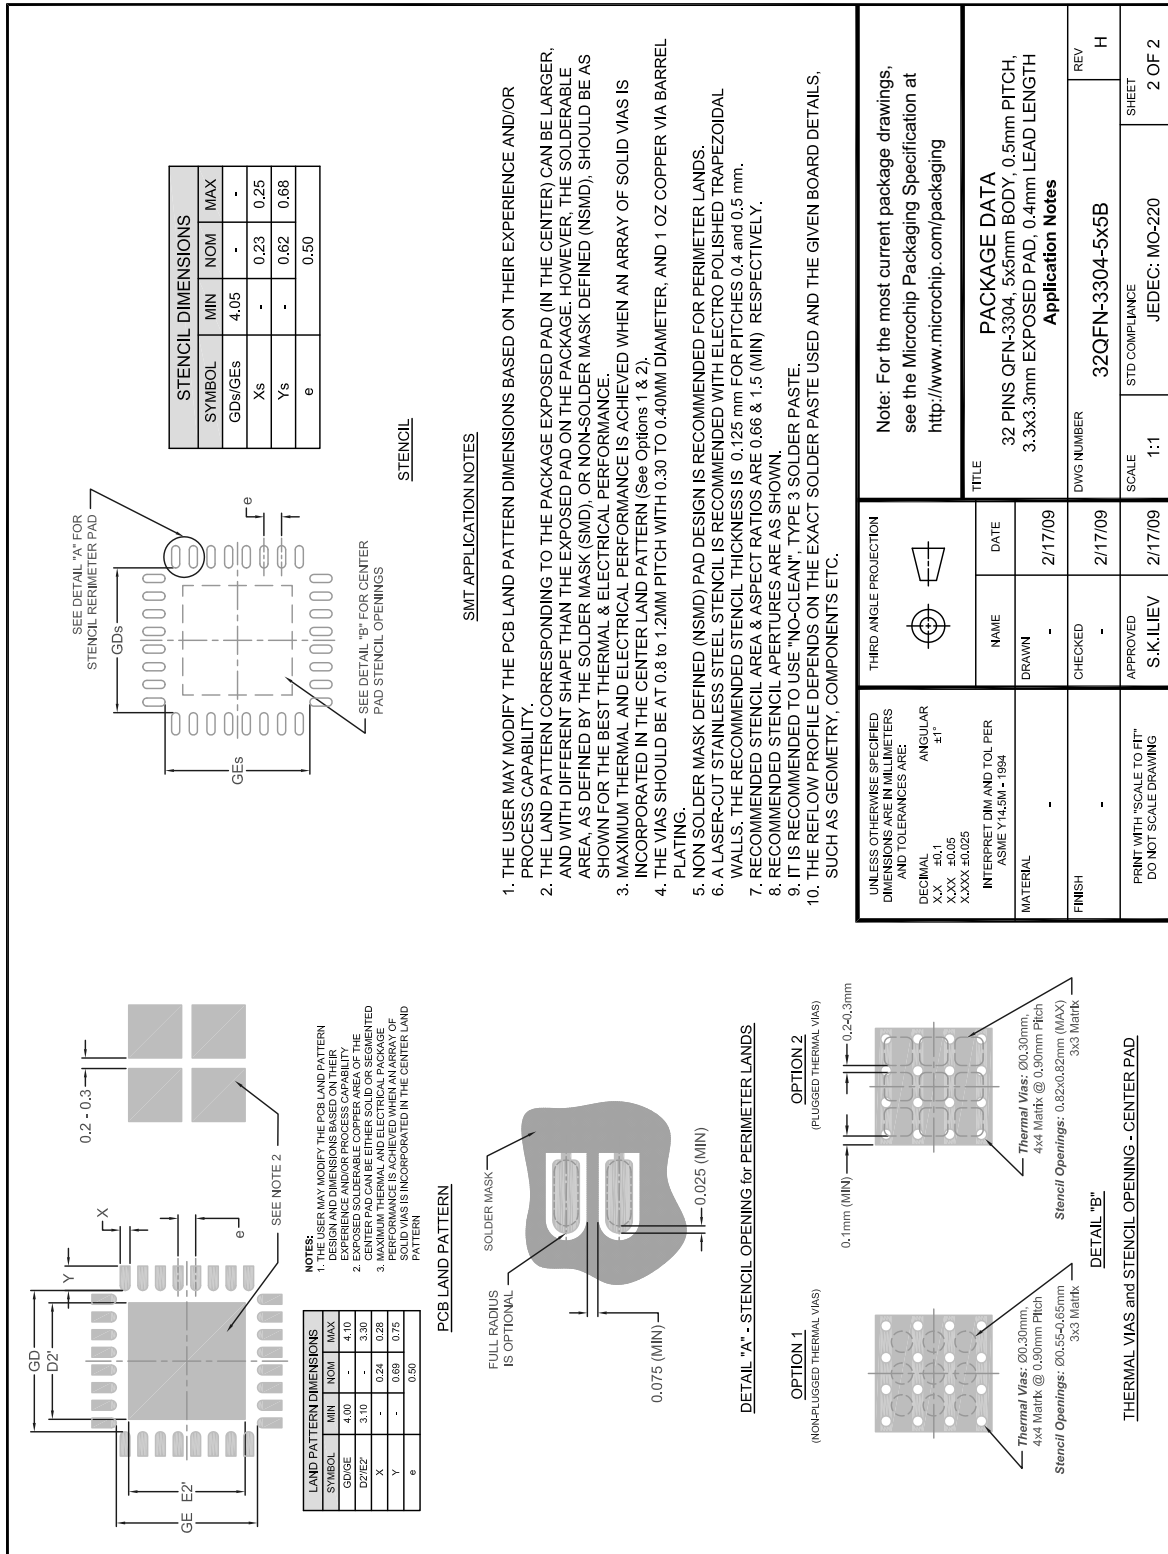 GD
D2'
Y
X
GE
E2'
e
0.2 - 0.3
SEE NOTE 2
LAND PATTERN DIMENSIONS
SYMBOL MIN NOM MAX
GD/GE 4.00 - 4.10
D2'/E2' 3.10 - 3.30
X - 0.24 0.28
Y - 0.69 0.75
e 0.50
NOTES:
1. THE USER MAY MODIFY THE PCB LAND PATTERN
DESIGN AND DIMENSIONS BASED ON THEIR
EXPERIENCE AND/OR PROCESS CAPABILITY
2. EXPOSED SOLDERABLE COPPER AREA OF THE
CENTER PAD CAN BE EITHER SOLID OR SEGMENTED
3. MAXIMUM THERMAL AND ELECTRICAL PACKAGE
PERFORMANCE IS ACHIEVED WHEN AN ARRAY OF
SOLID VIAS IS INCORPORATED IN THE CENTER LAND
PATTERN
PCB LAND PATTERN
SEE DETAIL "A" FOR
STENCIL RERIMETER PAD
GDs
GEs
e
SEE DETAIL "B" FOR CENTER
PAD STENCIL OPENINGS
STENCIL DIMENSIONS
SYMBOL MIN NOM MAX
GDs/GEs 4.05 - -
Xs - 0.23 0.25
Ys - 0.62 0.68
e 0.50
STENCIL
FULL RADIUS
IS OPTIONAL
SOLDER MASK
0.075 (MIN)
0.025 (MIN)
DETAIL "A" - STENCIL OPENING for PERIMETER LANDS
OPTION 1
(NON-PLUGGED THERMAL VIAS)
Thermal Vias: Ø0.30mm,
4x4 Matrix @ 0.90mm Pitch
Stencil Openings: Ø0.55-0.65mm
3x3 Matrix
OPTION 2
(PLUGGED THERMAL VIAS)
0.1mm (MIN)
0.2-0.3mm
Thermal Vias: Ø0.30mm,
4x4 Matrix @ 0.90mm Pitch
Stencil Openings: 0.82x0.82mm (MAX)
3x3 Matrix
DETAIL "B"
THERMAL VIAS and STENCIL OPENING - CENTER PAD
SMT APPLICATION NOTES
1. THE USER MAY MODIFY THE PCB LAND PATTERN DIMENSIONS BASED ON THEIR EXPERIENCE AND/OR
PROCESS CAPABILITY.
2. THE LAND PATTERN CORRESPONDING TO THE PACKAGE EXPOSED PAD (IN THE CENTER) CAN BE LARGER,
AND WITH DIFFERENT SHAPE THAN THE EXPOSED PAD ON THE PACKAGE. HOWEVER, THE SOLDERABLE
AREA, AS DEFINED BY THE SOLDER MASK (SMD), OR NON-SOLDER MASK DEFINED (NSMD), SHOULD BE AS
SHOWN FOR THE BEST THERMAL & ELECTRICAL PERFORMANCE.
3. MAXIMUM THERMAL AND ELECTRICAL PERFORMANCE IS ACHIEVED WHEN AN ARRAY OF SOLID VIAS IS
INCORPORATED IN THE CENTER LAND PATTERN (See Options 1 & 2).
4. THE VIAS SHOULD BE AT 0.8 to 1.2MM PITCH WITH 0.30 TO 0.40MM DIAMETER, AND 1 OZ COPPER VIA BARREL
PLATING.
5. NON SOLDER MASK DEFINED (NSMD) PAD DESIGN IS RECOMMENDED FOR PERIMETER LANDS.
6. A LASER-CUT STAINLESS STEEL STENCIL IS RECOMMENDED WITH ELECTRO POLISHED TRAPEZOIDAL
WALLS. THE RECOMMENDED STENCIL THICKNESS IS 0.125 mm FOR PITCHES 0.4 and 0.5 mm.
7. RECOMMENDED STENCIL AREA & ASPECT RATIOS ARE 0.66 & 1.5 (MIN) RESPECTIVELY.
8. RECOMMENDED STENCIL APERTURES ARE AS SHOWN.
9. IT IS RECOMMENDED TO USE "NO-CLEAN", TYPE 3 SOLDER PASTE.
10. THE REFLOW PROFILE DEPENDS ON THE EXACT SOLDER PASTE USED AND THE GIVEN BOARD DETAILS,
SUCH AS GEOMETRY, COMPONENTS ETC.
UNLESS OTHERWISE SPECIFIED
DIMENSIONS ARE IN MILLIMETERS
AND TOLERANCES ARE:
DECIMAL ANGULAR
X.X ±0.1 ±1°
X.XX ±0.05
X.XXX ±0.025
INTERPRET DIM AND TOL PER
ASME Y14.5M - 1994
MATERIAL
-
FINISH
-
PRINT WITH "SCALE TO FIT"
DO NOT SCALE DRAWING
THIRD ANGLE PROJECTION
NAME DATE
DRAWN
- 2/17/09
CHECKED
- 2/17/09
APPROVED
S.K.ILIEV 2/17/09
Note: For the most current package drawings,
see the Microchip Packaging Specification at
http://www.microchip.com/packaging
TITLE
PACKAGE DATA
32 PINS QFN-3304, 5x5mm BODY, 0.5mm PITCH,
3.3x3.3mm EXPOSED PAD, 0.4mm LEAD LENGTH
Application Notes
DWG NUMBER
32QFN-3304-5x5B
REV
H
SCALE
1:1
STD COMPLIANCE
JEDEC: MO-220
SHEET
2 OF 2